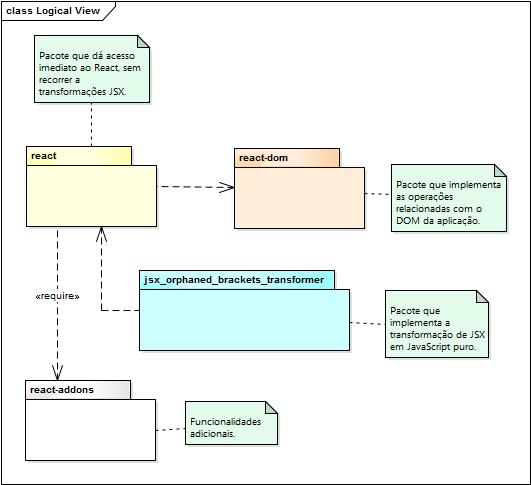 class Logical View
Pacote que dá acesso
imediato ao React, sem
recorrer a
transformações JSX.
react
react-dom
Pacote que implementa
as operações
relacionadas com o
DOM da aplicação.
jsx_orphaned_brackets_transformer
«require»
Pacote que
implementa a
transformação de JSX
em JavaScript puro.
react-addons
Funcionalidades
adicionais.